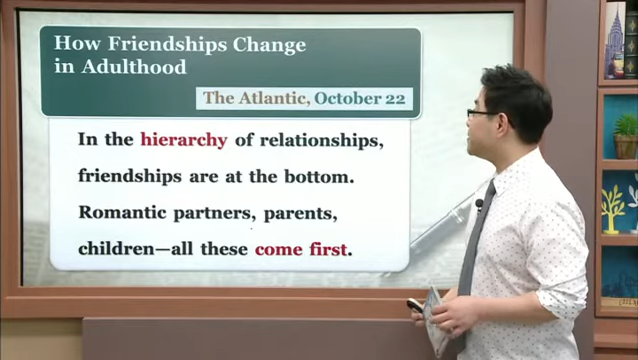 How Friendships Change
in Adulthood
The Atlantic, October 22
In the hierarchy of relationships,
friendships are at the bottom.
Romantic partners, parents,
children—all these come first.